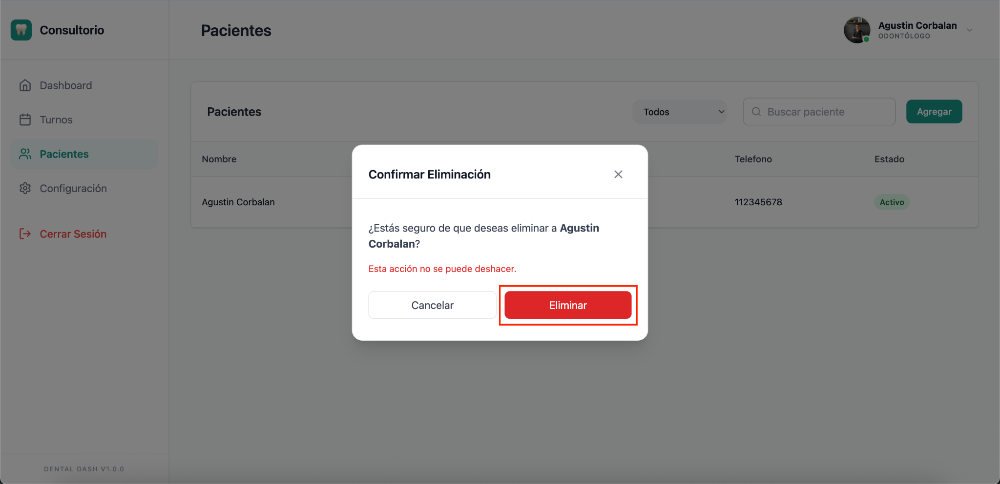 Consultorio
Pacientes
Agustin Corbalan
ODONTÓLOGO
Dashboard
Turnos
Pacientes
Configuración
Cerrar Sesión
DENTAL DASH V1.0.0
Pacientes
Todos
Buscar paciente
Agregar
Nombre
Telefono
Estado
Agustin Corbalan
112345678
Activo
Confirmar Eliminación
¿Estás seguro de que deseas eliminar a Agustin
Corbalan?
Esta acción no se puede deshacer.
Cancelar
Eliminar